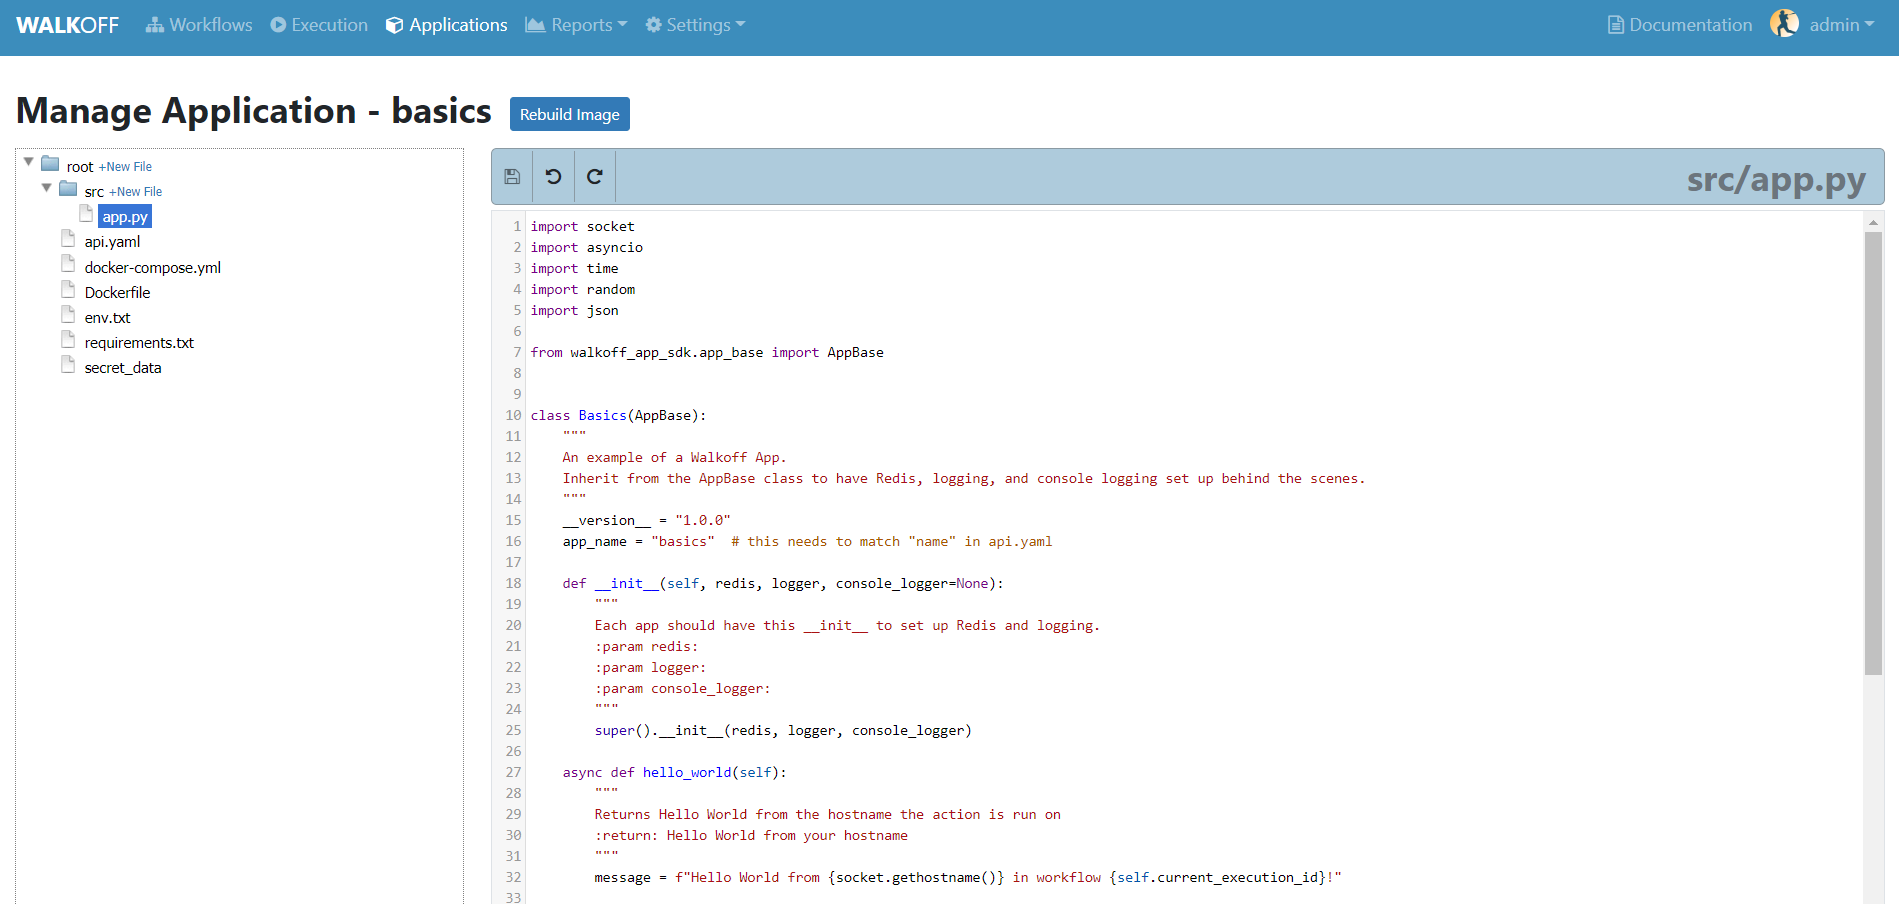 WALKOFF Workflows Execution Applications Reports Settings Documentation admin
Manage Application - basics Rebuild Image
root +New File
src +New File
app.py
api.yaml
docker-compose.yml
Dockerfile
env.txt
requirements.txt
secret_data
src/app.py
1 import socket
2 import asyncio
3 import time
4 import random
5 import json
6
7 from walkoff_app_sdk.app_base import AppBase
8
9
10 class Basics(AppBase):
11     """
12     An example of a Walkoff App.
13     Inherit from the AppBase class to have Redis, logging, and console logging set up behind the scenes.
14     """
15     __version__ = "1.0.0"
16     app_name = "basics"  # this needs to match "name" in api.yaml
17
18     def __init__(self, redis, logger, console_logger=None):
19         """
20         Each app should have this __init__ to set up Redis and logging.
21         :param redis:
22         :param logger:
23         :param console_logger:
24         """
25         super().__init__(redis, logger, console_logger)
26
27     async def hello_world(self):
28         """
29         Returns Hello World from the hostname the action is run on
30         :return: Hello World from your hostname
31         """
32         message = f"Hello World from {socket.gethostname()} in workflow {self.current_execution_id}!"
33